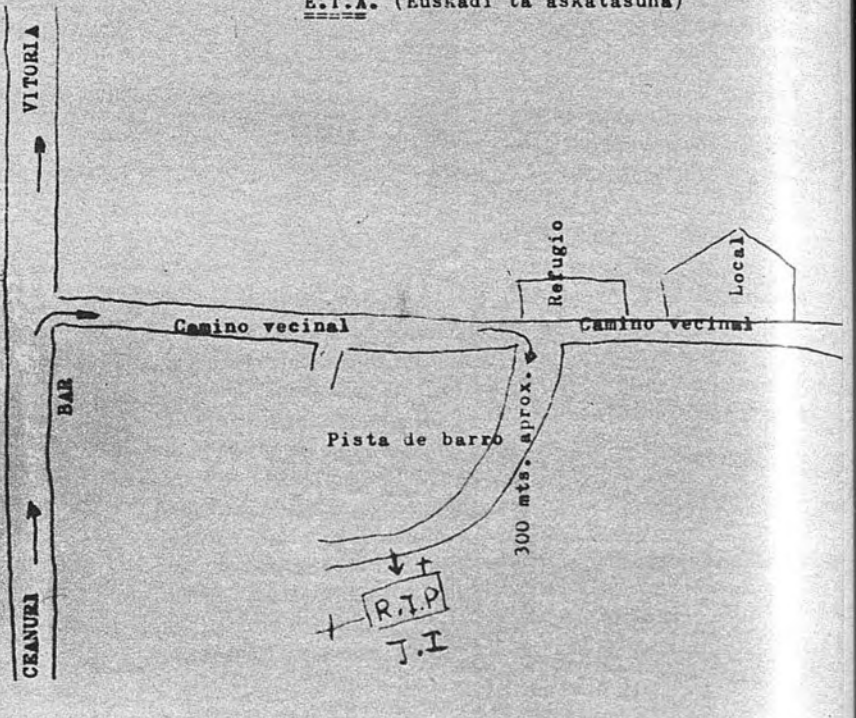 E.T.A. (Euskadi ta askatasuna)
VITORIA
Refugio
Local
Camino vecinal
Camino vecinal
BAR
Pista de barro
300 mts. aprox.
CEANURI
R.I.P
J.I